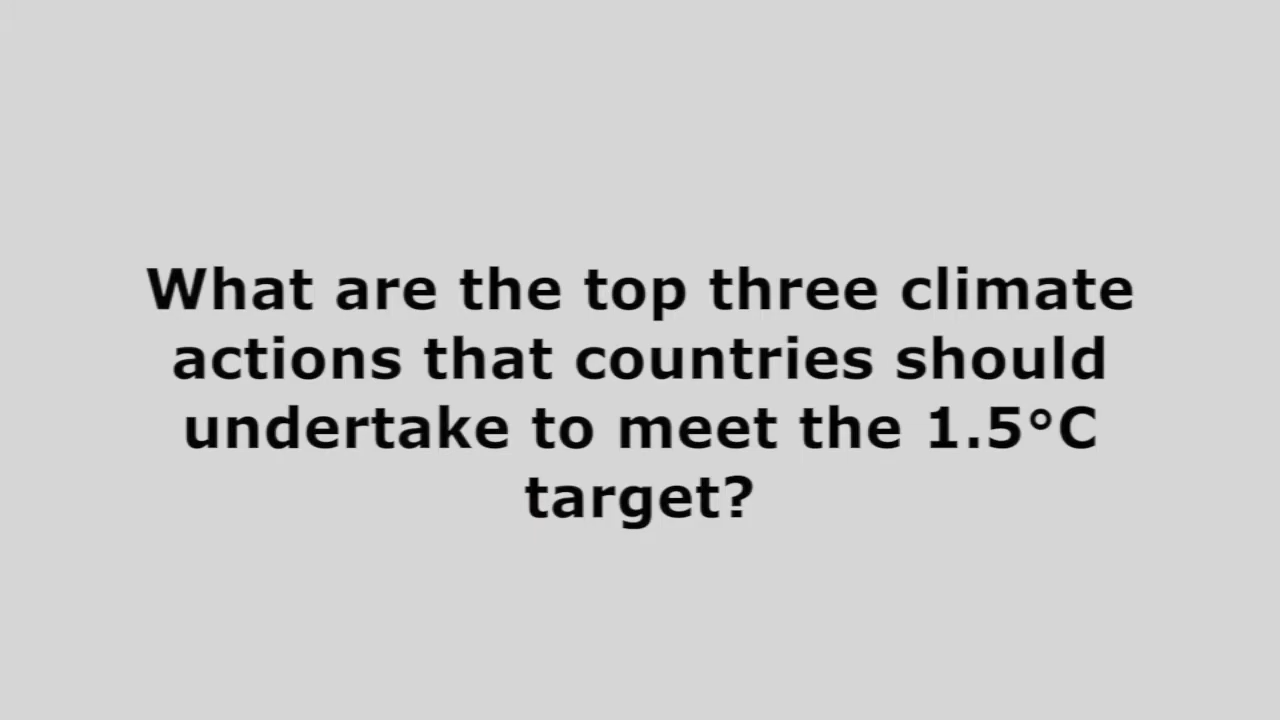 What are the top three climate
actions that countries should
undertake to meet the 1.5°C
target?